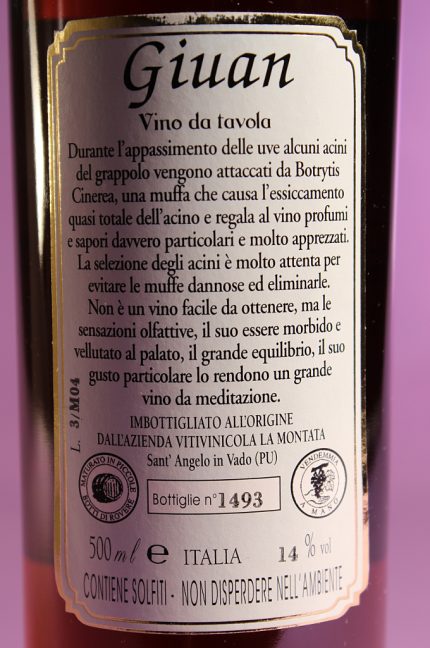 Giuan
Vino da tavola
Durante l'appassimento delle uve alcuni acini
del grappolo vengono attaccati da Botrytis
Cinerea, una muffa che causa l'essiccamento
quasi totale dell'acino e regala al vino profumi
e sapori davvero particolari e molto apprezzati.
La selezione degli acini è molto attenta per
evitare le muffe dannose ed eliminarle.
Non è un vino facile da ottenere, ma le
sensazioni olfattive, il suo essere morbido e
vellutato al palato, il grande equilibrio, il suo
gusto particolare lo rendono un grande
vino da meditazione.
L. 3/M04
IMBOTTIGLIATO ALL'ORIGINE
DALL'AZIENDA VITIVINICOLA LA MONTATA
Sant' Angelo in Vado (PU)
MATURATO IN PICCOLE
BOTTI DI ROVERE
Bottiglie n° 1493
VENDEMMIA
A MANO
500 ml e ITALIA 14 % vol
CONTIENE SOLFITI - NON DISPERDERE NELL'AMBIENTE